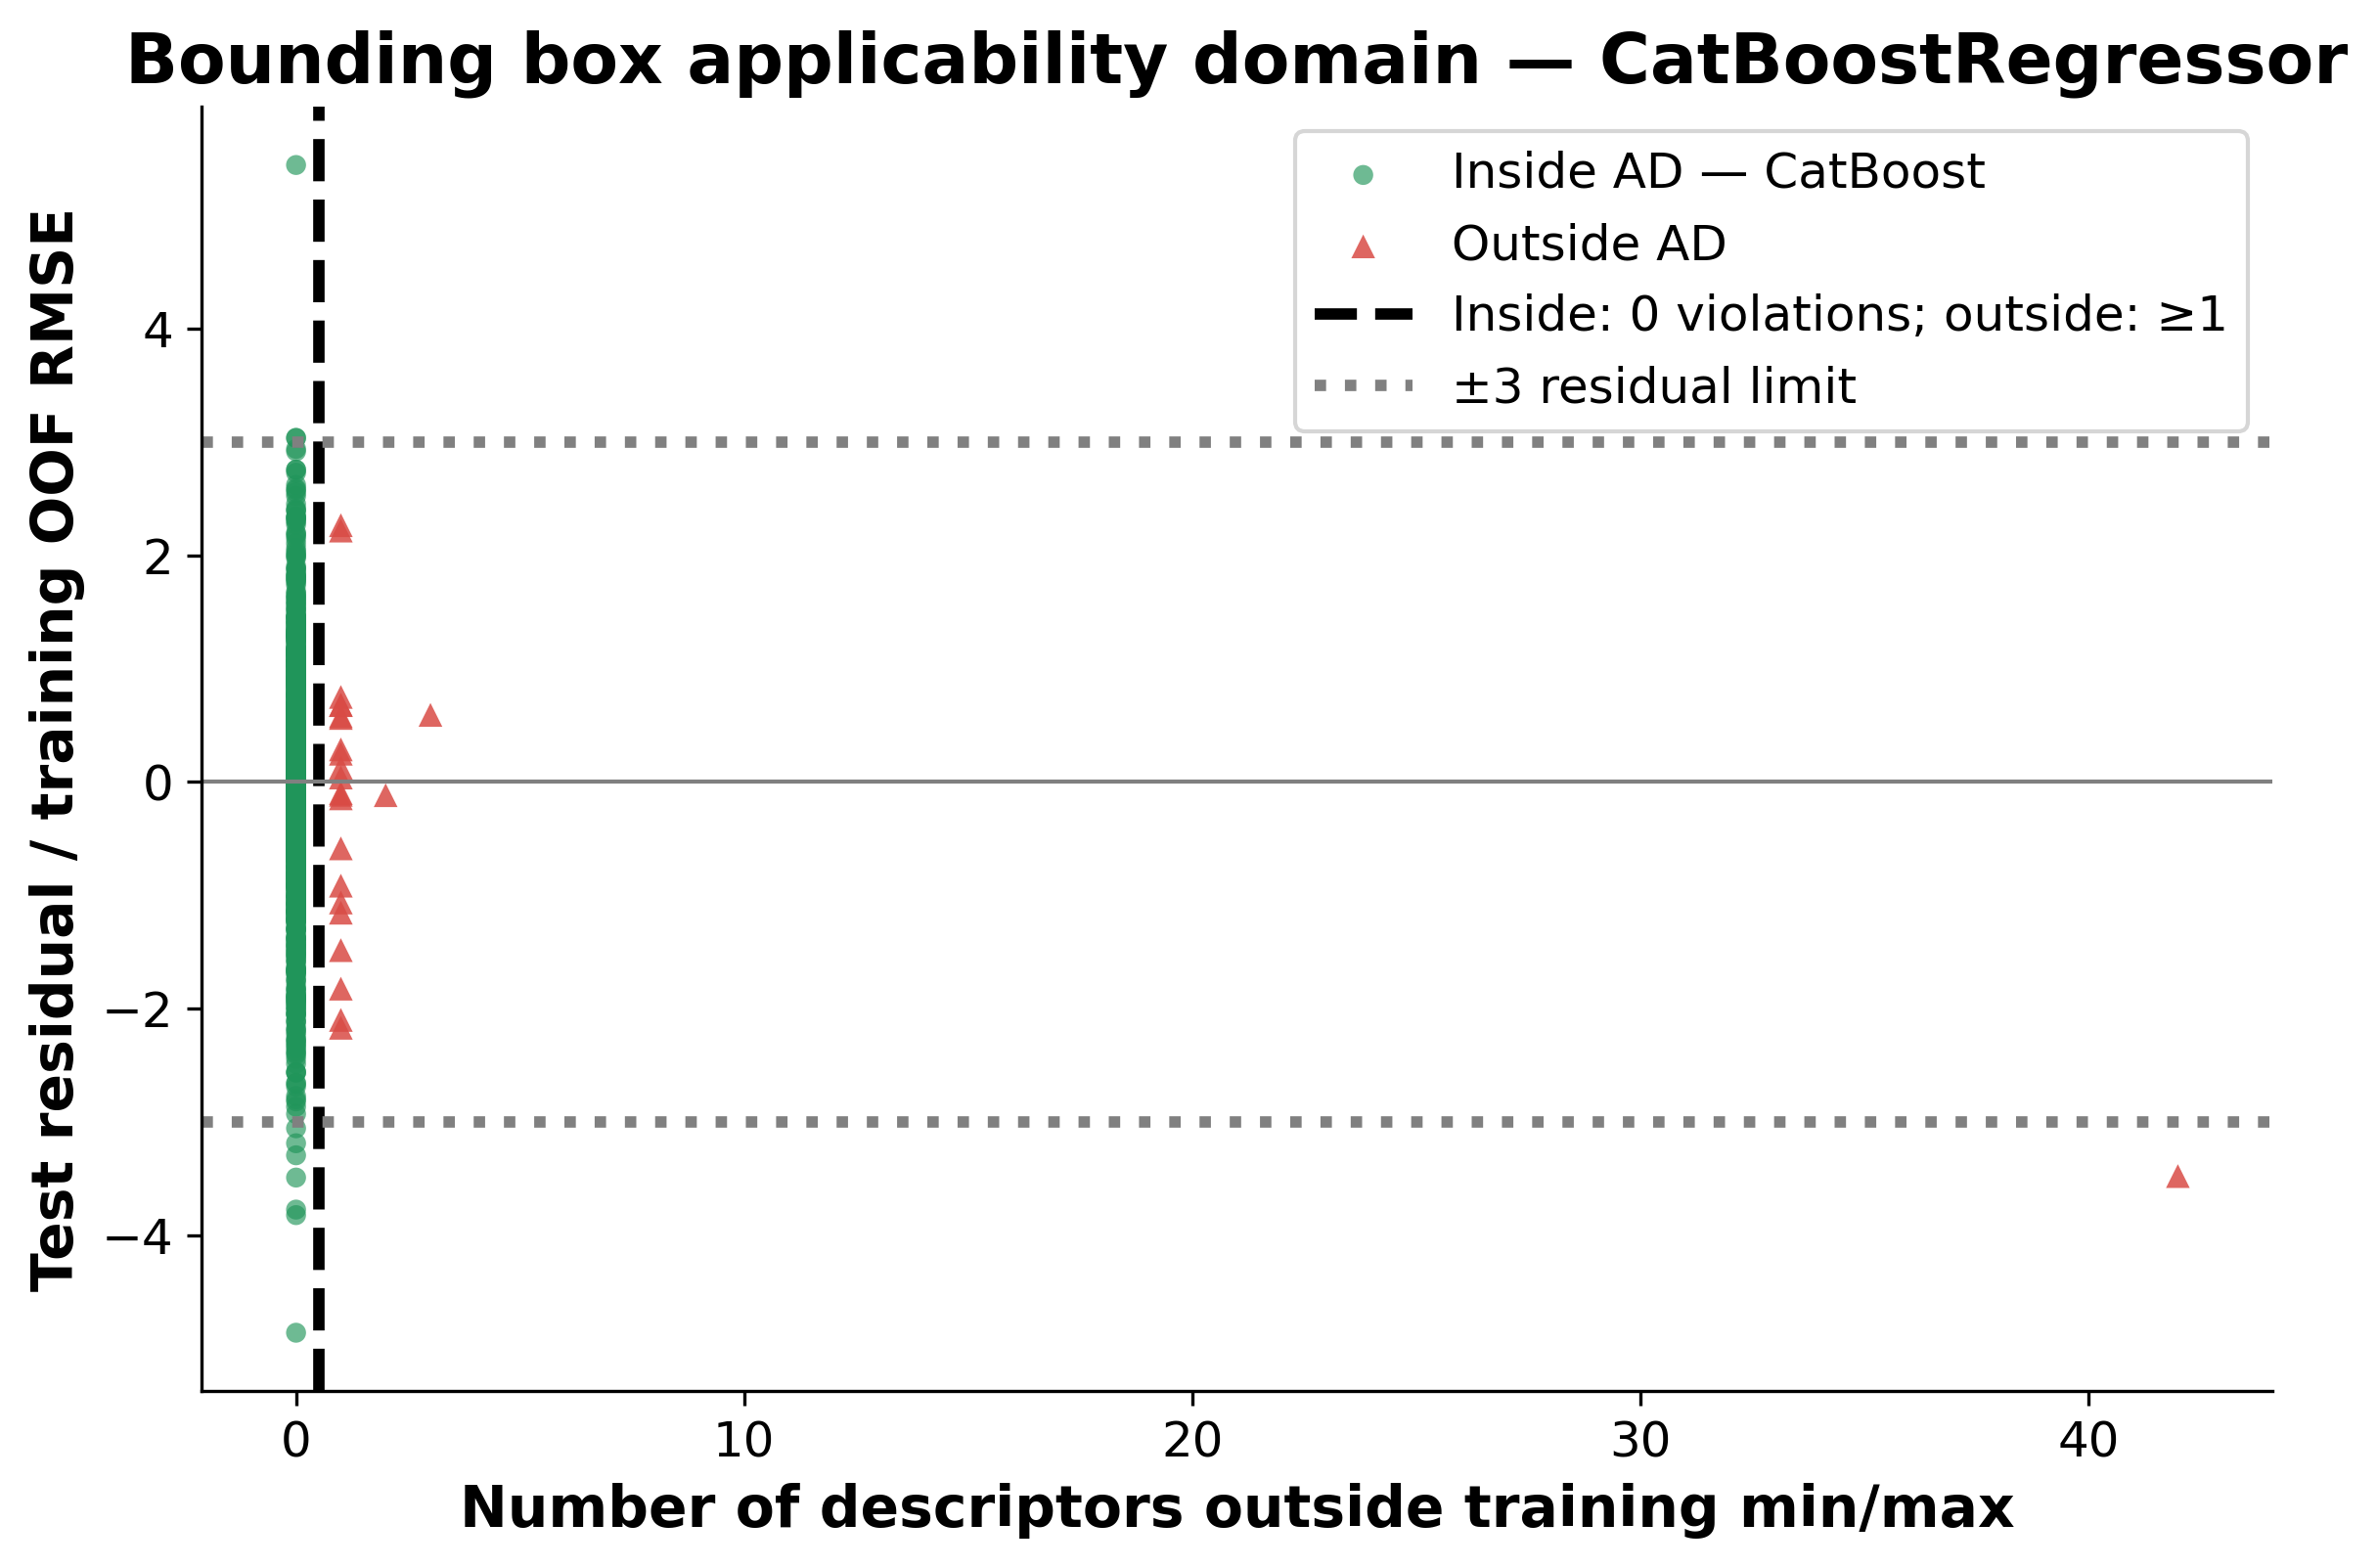 Bounding box applicability domain — CatBoostRegressor
Inside AD — CatBoost
Outside AD
Inside: 0 violations; outside: ≥1
±3 residual limit
Test residual / training OOF RMSE
4
2
0
−2
−4
0
10
20
30
40
Number of descriptors outside training min/max